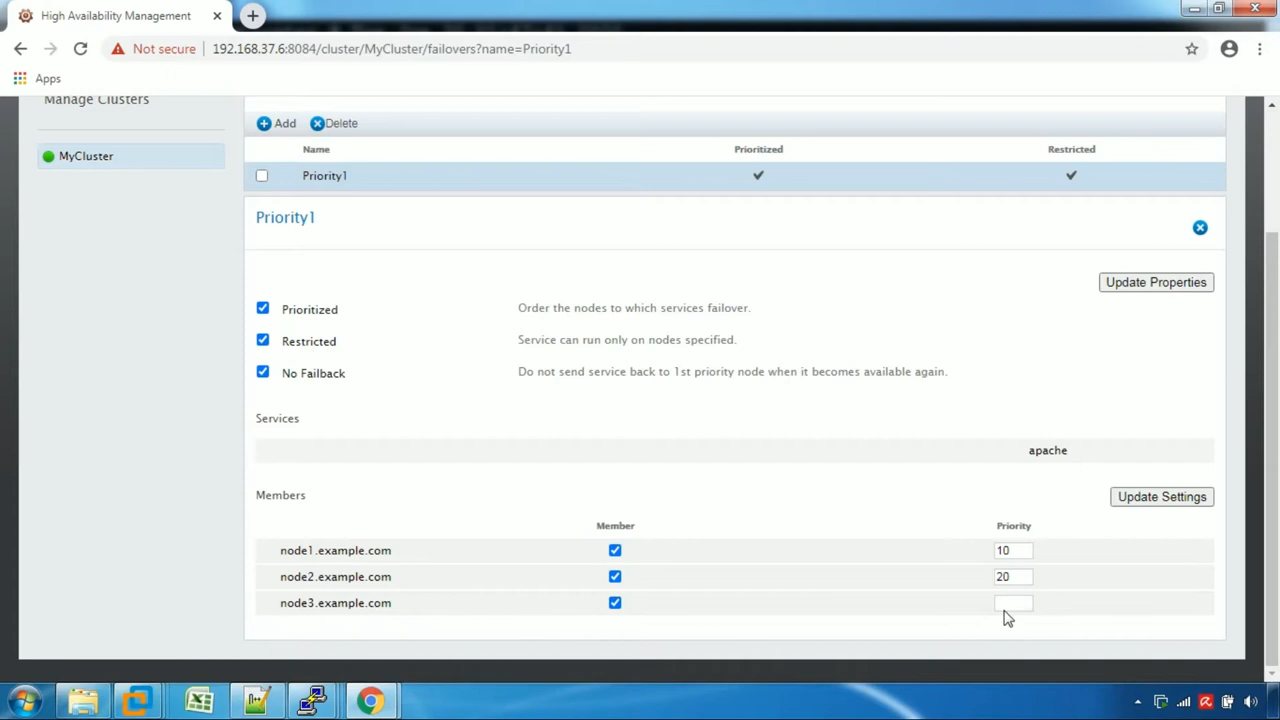 High Availability Management
Not secure 192.168.37.6:8084/cluster/MyCluster/failovers?name=Priority1
Apps
Manage Clusters
MyCluster
Add Delete
Name Prioritized Restricted
Priority1
Priority1
Update Properties
Prioritized Order the nodes to which services failover.
Restricted Service can run only on nodes specified.
No Failback Do not send service back to 1st priority node when it becomes available again.
Services
apache
Members Update Settings
Member Priority
node1.example.com 10
node2.example.com 20
node3.example.com